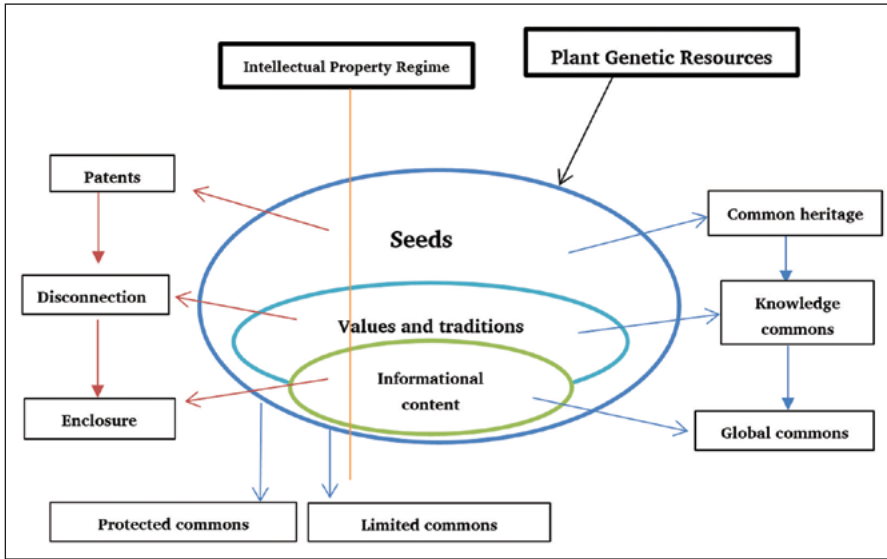 Intellectual Property Regime
Plant Genetic Resources
Patents
Seeds
Common heritage
Disconnection
Values and traditions
Knowledge
commons
Informational
content
Enclosure
Global commons
Protected commons
Limited commons